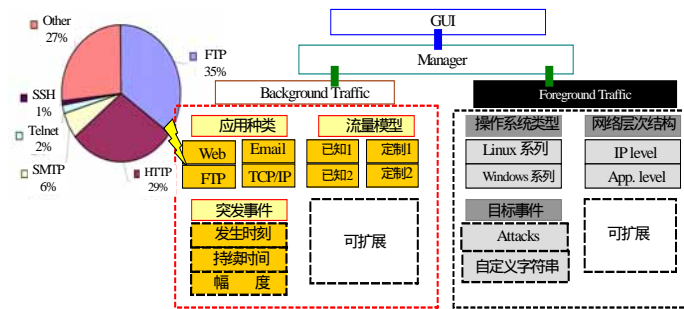 Other
27%
FTP
35%
SSH
1%
Telnet
2%
SMTP
6%
HTTP
29%
GUI
Manager
Background Traffic
Foreground Traffic
应用种类
流量模型
Web
Email
已知1
定制1
FTP
TCP/IP
已知2
定制2
突发事件
发生时刻
持续时间
幅 度
可扩展
操作系统类型
网络层次结构
Linux 系列
IP level
Windows 系列
App. level
目标事件
Attacks
自定义字符串
可扩展